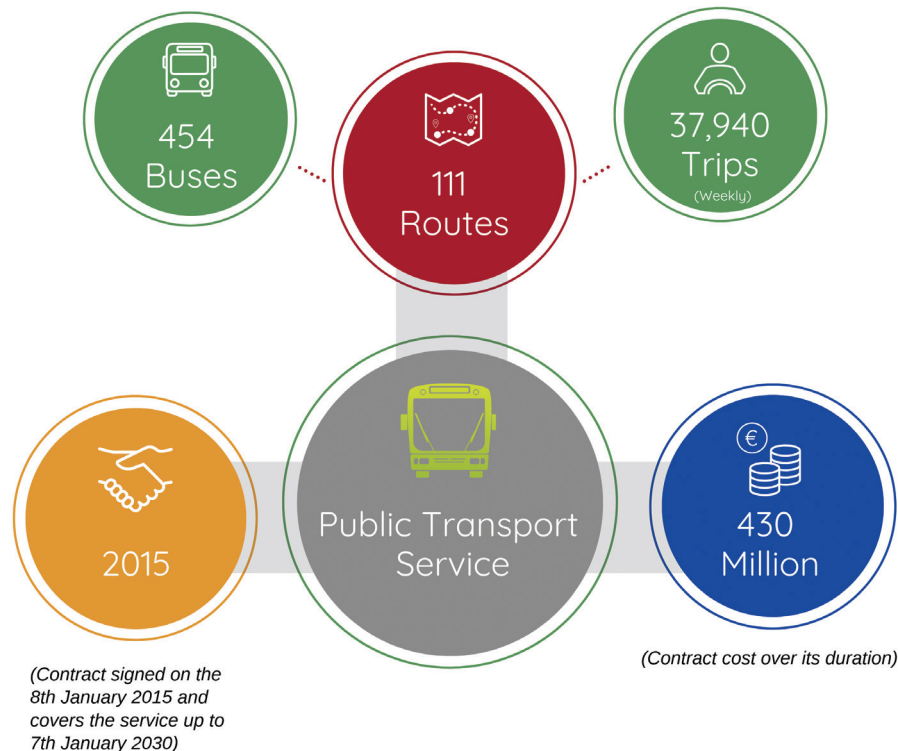 454
Buses
111
Routes
37,940
Trips
(Weekly)
Public Transport
Service
2015
€
430
Million
(Contract signed on the
8th January 2015 and
covers the service up to
7th January 2030)
(Contract cost over its duration)